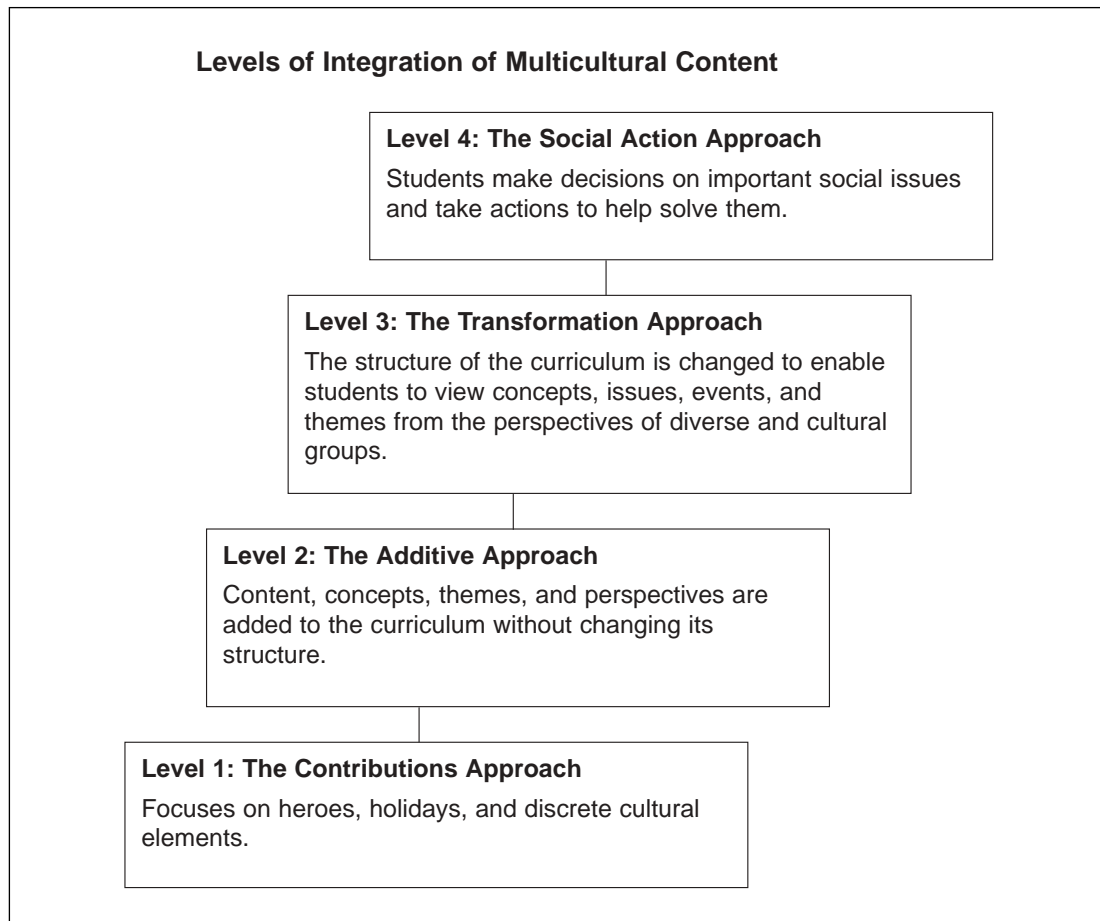 Levels of Integration of Multicultural Content
Level 4: The Social Action Approach
Students make decisions on important social issues
and take actions to help solve them.
Level 3: The Transformation Approach
The structure of the curriculum is changed to enable
students to view concepts, issues, events, and
themes from the perspectives of diverse and cultural
groups.
Level 2: The Additive Approach
Content, concepts, themes, and perspectives are
added to the curriculum without changing its
structure.
Level 1: The Contributions Approach
Focuses on heroes, holidays, and discrete cultural
elements.